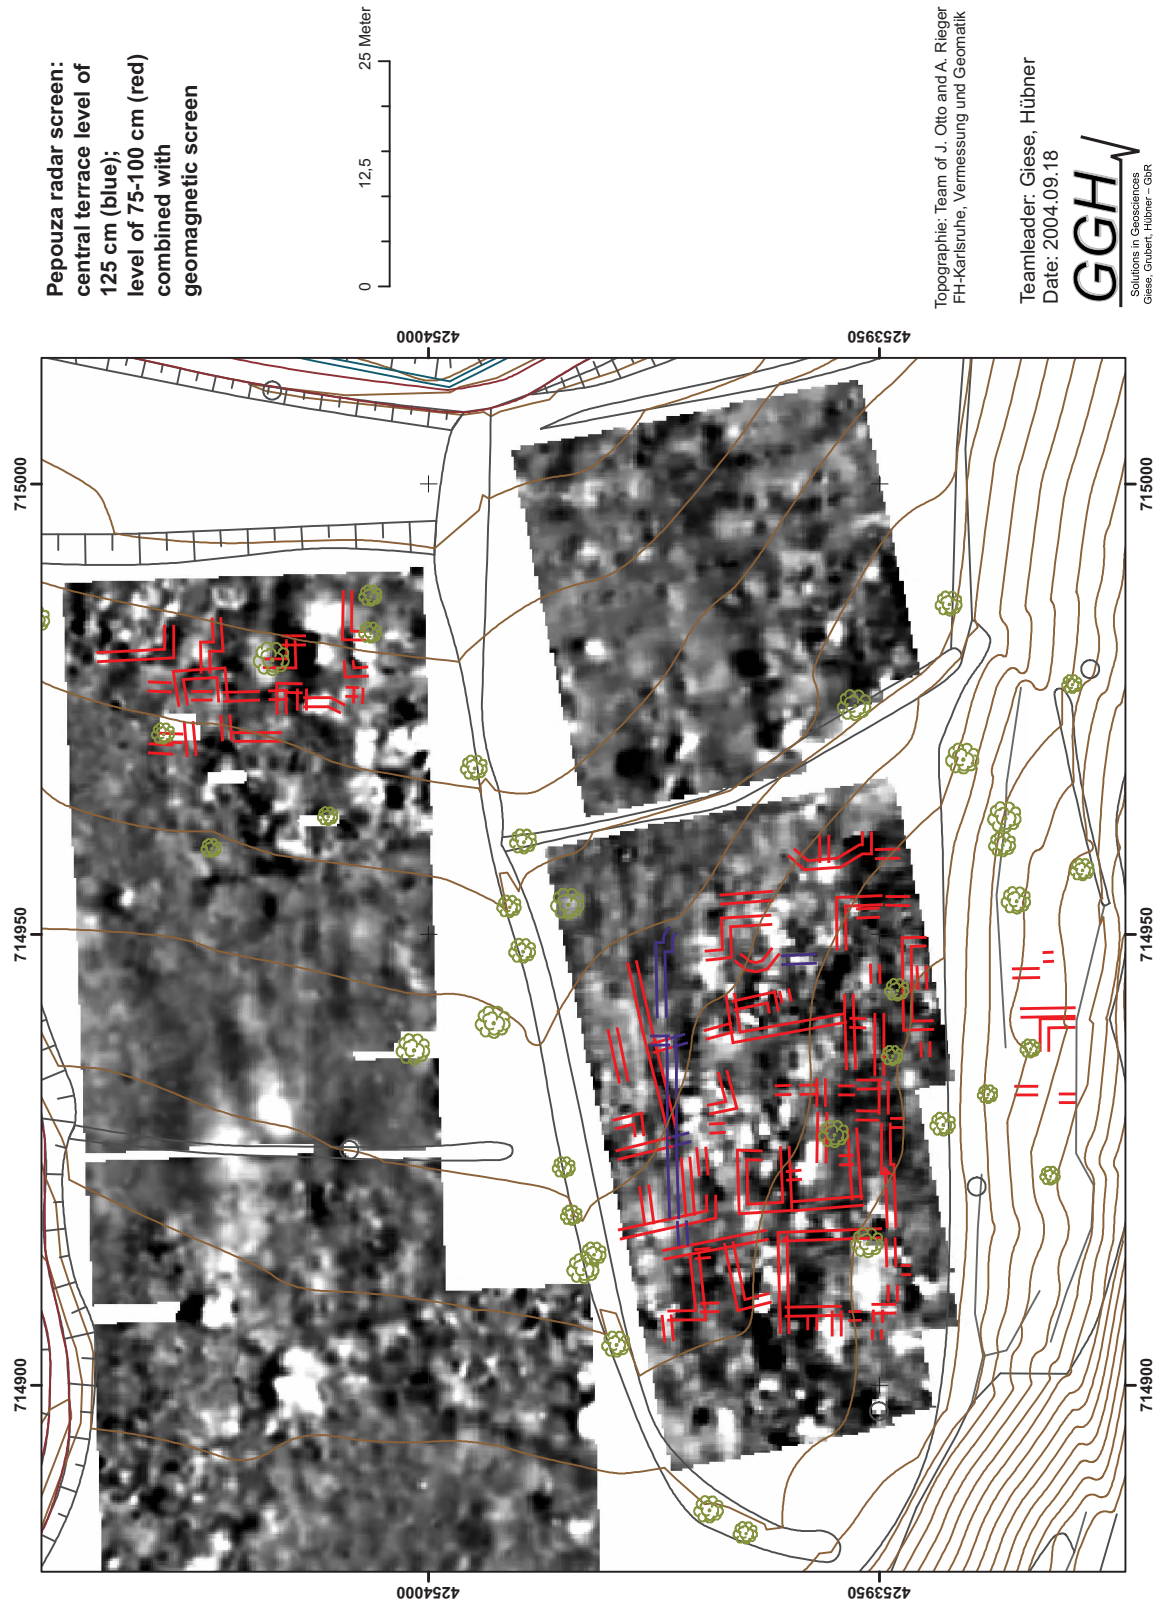 Pepouza radar screen:
central terrace level of
125 cm (blue);
level of 75-100 cm (red)
combined with
geomagnetic screen
0 12,5 25 Meter
Topographie: Team of J. Otto and A. Rieger
FH-Karlsruhe, Vermessung und Geomatik
Teamleader: Giese, Hübner
Date: 2004.09.18
GGH
Solutions in Geosciences
Giese, Grubert, Hübner – GbR
4254000
4253950
715000
715000
714950
714950
714900
714900
4254000
4253950